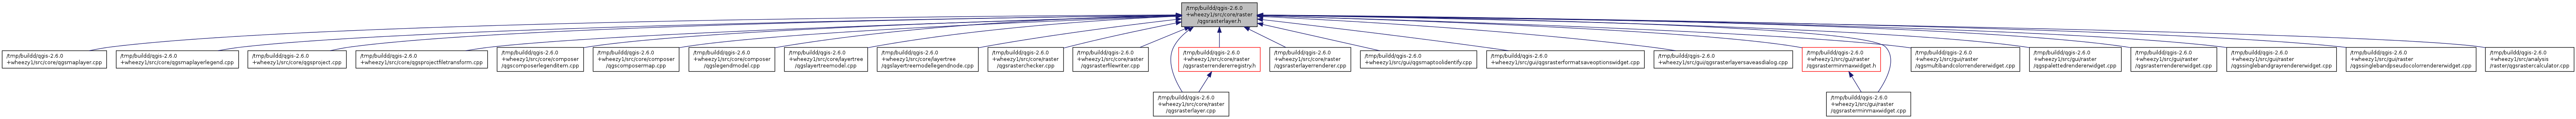 /tmp/buildd/qgis-2.6.0
+wheezy1/src/core/raster
/qgsrasterlayer.h
/tmp/buildd/qgis-2.6.0
+wheezy1/src/core/qgsmaplayer.cpp
/tmp/buildd/qgis-2.6.0
+wheezy1/src/core/qgsmaplayerlegend.cpp
/tmp/buildd/qgis-2.6.0
+wheezy1/src/core/qgsproject.cpp
/tmp/buildd/qgis-2.6.0
+wheezy1/src/core/qgsprojectfiletransform.cpp
/tmp/buildd/qgis-2.6.0
+wheezy1/src/core/composer
/qgscomposerlegenditem.cpp
/tmp/buildd/qgis-2.6.0
+wheezy1/src/core/composer
/qgscomposermap.cpp
/tmp/buildd/qgis-2.6.0
+wheezy1/src/core/composer
/qgslegendmodel.cpp
/tmp/buildd/qgis-2.6.0
+wheezy1/src/core/layertree
/qgslayertreemodel.cpp
/tmp/buildd/qgis-2.6.0
+wheezy1/src/core/layertree
/qgslayertreemodellegendnode.cpp
/tmp/buildd/qgis-2.6.0
+wheezy1/src/core/raster
/qgsrasterchecker.cpp
/tmp/buildd/qgis-2.6.0
+wheezy1/src/core/raster
/qgsrasterfilewriter.cpp
/tmp/buildd/qgis-2.6.0
+wheezy1/src/core/raster
/qgsrasterrendererregistry.h
/tmp/buildd/qgis-2.6.0
+wheezy1/src/core/raster
/qgsrasterlayerrenderer.cpp
/tmp/buildd/qgis-2.6.0
+wheezy1/src/gui/qgsmaptoolidentify.cpp
/tmp/buildd/qgis-2.6.0
+wheezy1/src/gui/qgsrasterformatsaveoptionswidget.cpp
/tmp/buildd/qgis-2.6.0
+wheezy1/src/gui/qgsrasterlayersaveasdialog.cpp
/tmp/buildd/qgis-2.6.0
+wheezy1/src/gui/raster
/qgsrasterminmaxwidget.h
/tmp/buildd/qgis-2.6.0
+wheezy1/src/gui/raster
/qgsmultibandcolorrendererwidget.cpp
/tmp/buildd/qgis-2.6.0
+wheezy1/src/gui/raster
/qgspalettedrendererwidget.cpp
/tmp/buildd/qgis-2.6.0
+wheezy1/src/gui/raster
/qgsrasterrendererwidget.cpp
/tmp/buildd/qgis-2.6.0
+wheezy1/src/gui/raster
/qgssinglebandgrayrendererwidget.cpp
/tmp/buildd/qgis-2.6.0
+wheezy1/src/gui/raster
/qgssinglebandpseudocolorrendererwidget.cpp
/tmp/buildd/qgis-2.6.0
+wheezy1/src/analysis
/raster/qgsrastercalculator.cpp
/tmp/buildd/qgis-2.6.0
+wheezy1/src/core/raster
/qgsrasterlayer.cpp
/tmp/buildd/qgis-2.6.0
+wheezy1/src/gui/raster
/qgsrasterminmaxwidget.cpp